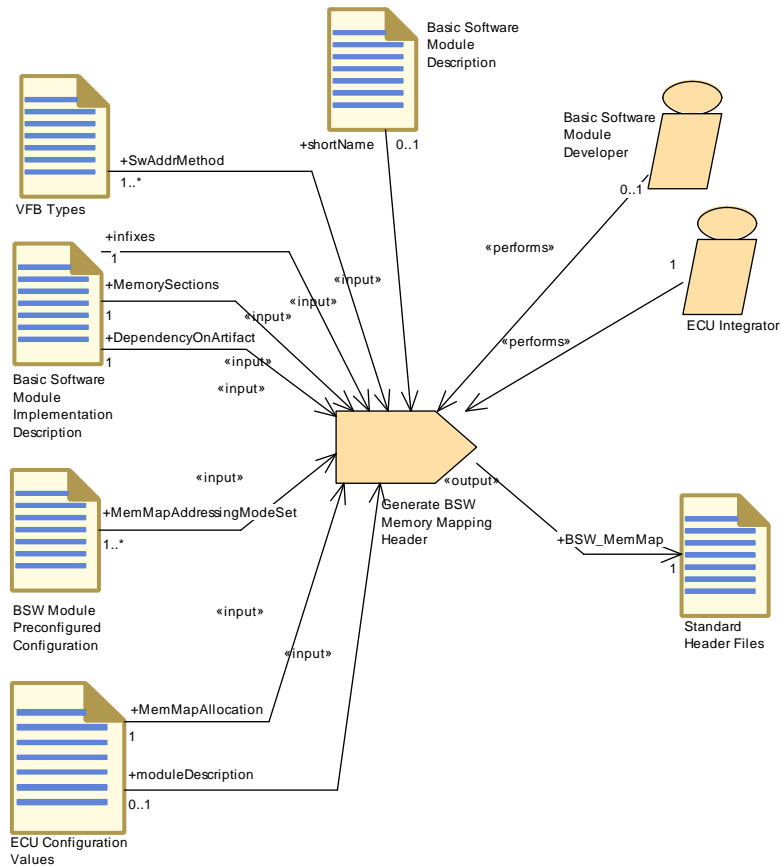 Basic Software
Module
Description
+shortName
0..1
Basic Software
Module
Developer
0..1
+SwAddrMethod
1..*
VFB Types
+infixes
1
«performs»
1
ECU Integrator
«input»
+MemorySections
«input»
1
«input»
+DependencyOnArtifact
1
«input»
«performs»
Basic Software
Module
Implementation
Description
«input»
«input»
«output»
Generate BSW
Memory Mapping
Header
+MemMapAddressingModeSet
1..*
+BSW_MemMap
1
BSW Module
Preconfigured
Configuration
Standard
Header Files
«input»
«input»
+MemMapAllocation
1
+moduleDescription
0..1
ECU Configuration
Values